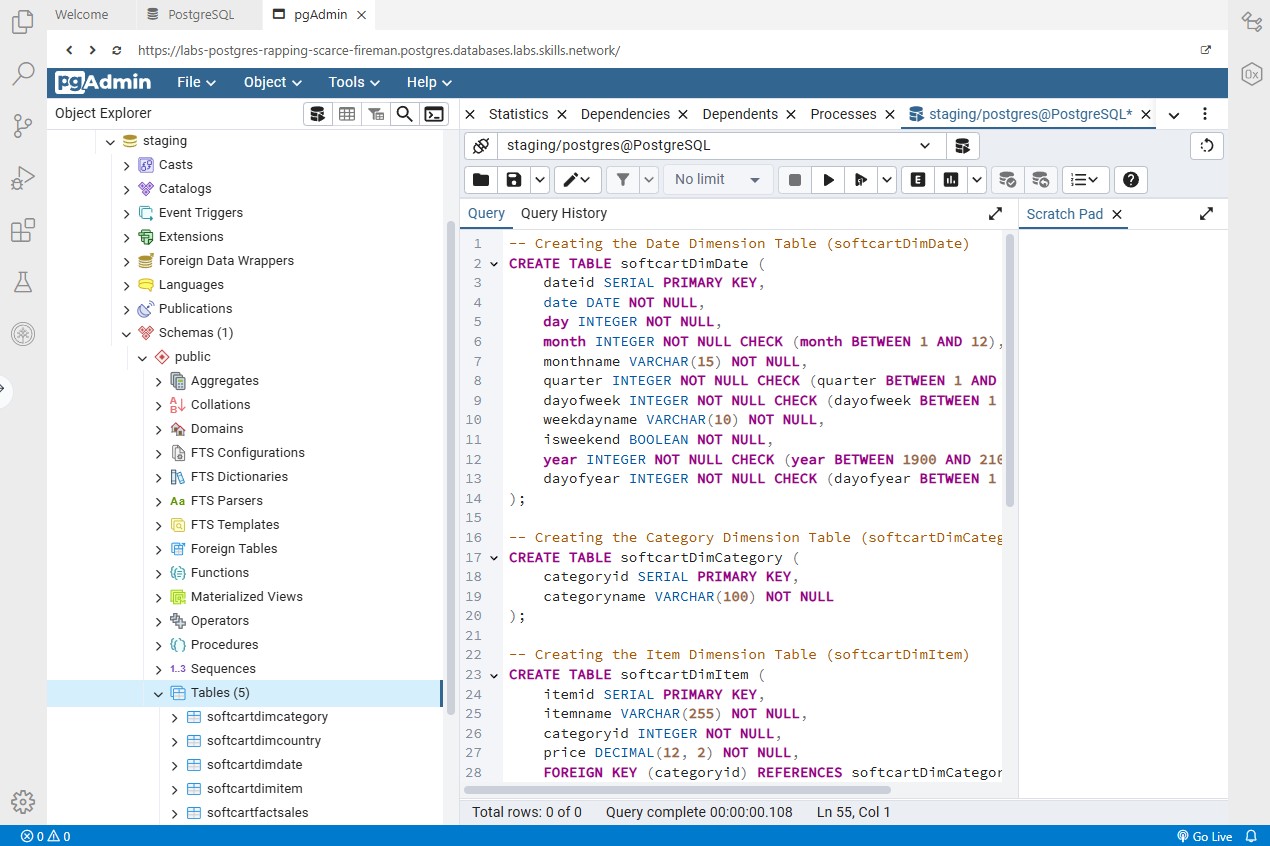 Welcome PostgreSQL pgAdmin
https://labs-postgres-rapping-scarce-fireman.postgres.databases.labs.skills.network/
pgAdmin File Object Tools Help
Object Explorer
Statistics Dependencies Dependents Processes staging/postgres@PostgreSQL*
staging
Casts
Catalogs
Event Triggers
Extensions
Foreign Data Wrappers
Languages
Publications
Schemas (1)
public
Aggregates
Collations
Domains
FTS Configurations
FTS Dictionaries
Aa FTS Parsers
FTS Templates
Foreign Tables
Functions
Materialized Views
Operators
Procedures
1..3 Sequences
Tables (5)
softcartdimcategory
softcartdimcountry
softcartdimdate
softcartdimitem
softcartfactsales
staging/postgres@PostgreSQL
No limit
E
Query Query History
Scratch Pad
1 -- Creating the Date Dimension Table (softcartDimDate)
2 CREATE TABLE softcartDimDate (
3 dateid SERIAL PRIMARY KEY,
4 date DATE NOT NULL,
5 day INTEGER NOT NULL,
6 month INTEGER NOT NULL CHECK (month BETWEEN 1 AND 12),
7 monthname VARCHAR(15) NOT NULL,
8 quarter INTEGER NOT NULL CHECK (quarter BETWEEN 1 AND
9 dayofweek INTEGER NOT NULL CHECK (dayofweek BETWEEN 1
10 weekdayname VARCHAR(10) NOT NULL,
11 isweekend BOOLEAN NOT NULL,
12 year INTEGER NOT NULL CHECK (year BETWEEN 1900 AND 210
13 dayofyear INTEGER NOT NULL CHECK (dayofyear BETWEEN 1
14 );
15
16 -- Creating the Category Dimension Table (softcartDimCateg
17 CREATE TABLE softcartDimCategory (
18 categoryid SERIAL PRIMARY KEY,
19 categoryname VARCHAR(100) NOT NULL
20 );
21
22 -- Creating the Item Dimension Table (softcartDimItem)
23 CREATE TABLE softcartDimItem (
24 itemid SERIAL PRIMARY KEY,
25 itemname VARCHAR(255) NOT NULL,
26 categoryid INTEGER NOT NULL,
27 price DECIMAL(12, 2) NOT NULL,
28 FOREIGN KEY (categoryid) REFERENCES softcartDimCategor
Total rows: 0 of 0 Query complete 00:00:00.108 Ln 55, Col 1
0 0 Go Live